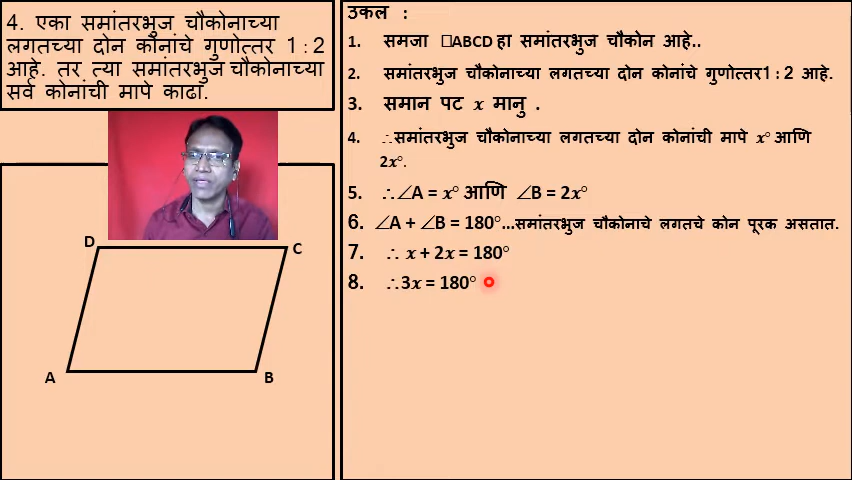 4. एका समांतरभुज चौकोनाच्या
लगतच्या दोन कोनांचे गुणोत्तर 1 : 2
आहे. तर त्या समांतरभुज चौकोनाच्या
सर्व कोनांची मापे काढा.
D
C
A
B
उकल :
1. समजा □ABCD हा समांतरभुज चौकोन आहे..
2. समांतरभुज चौकोनाच्या लगतच्या दोन कोनांचे गुणोत्तर1 : 2 आहे.
3. समान पट x मानु .
4. ∴समांतरभुज चौकोनाच्या लगतच्या दोन कोनांची मापे x° आणि
2x°.
5. ∴∠A = x° आणि ∠B = 2x°
6. ∠A + ∠B = 180°...समांतरभुज चौकोनाचे लगतचे कोन पूरक असतात.
7. ∴ x + 2x = 180°
8. ∴3x = 180°